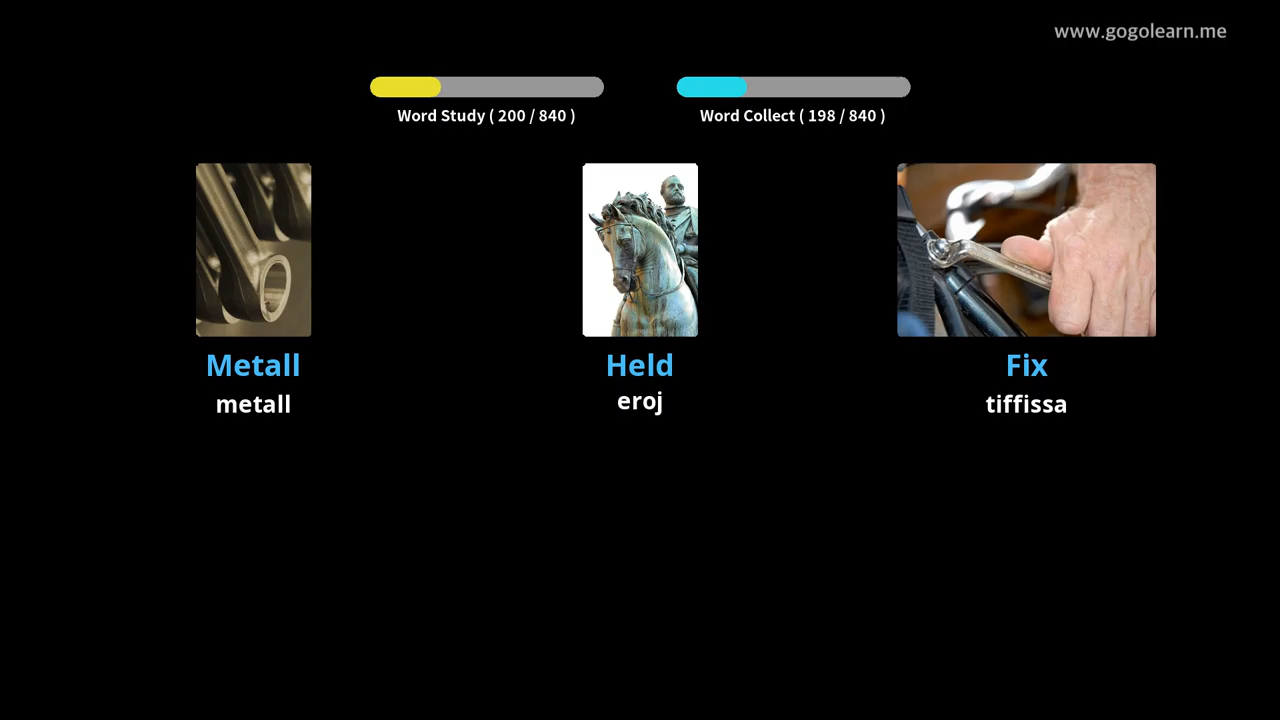 www.gogolearn.me
Word Study ( 200 / 840 )
Word Collect ( 198 / 840 )
Metall
metall
Held
eroj
Fix
tiffissa